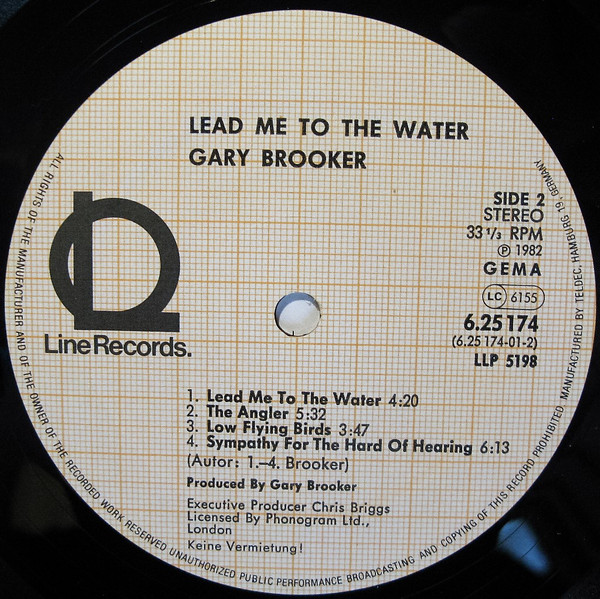 LEAD ME TO THE WATER
GARY BROOKER
SIDE 2
STEREO
33 1/3 RPM
Ⓟ 1982
GEMA
LC 6155
6.25 174
(6.25 174-01-2)
LLP 5198
Line Records.
1. Lead Me To The Water 4:20
2. The Angler 5:32
3. Low Flying Birds 3:47
4. Sympathy For The Hard Of Hearing 6:13
(Autor: 1.–4. Brooker)
Produced By Gary Brooker
Executive Producer Chris Briggs
Licensed By Phonogram Ltd.,
London
Keine Vermietung!
ALL RIGHTS OF THE MANUFACTURER AND OF THE OWNER OF THE RECORDED WORK RESERVED UNAUTHORIZED PUBLIC PERFORMANCE BROADCASTING AND COPYING OF THIS RECORD PROHIBITED. MANUFACTURED BY TELDEC, HAMBURG 19, GERMANY